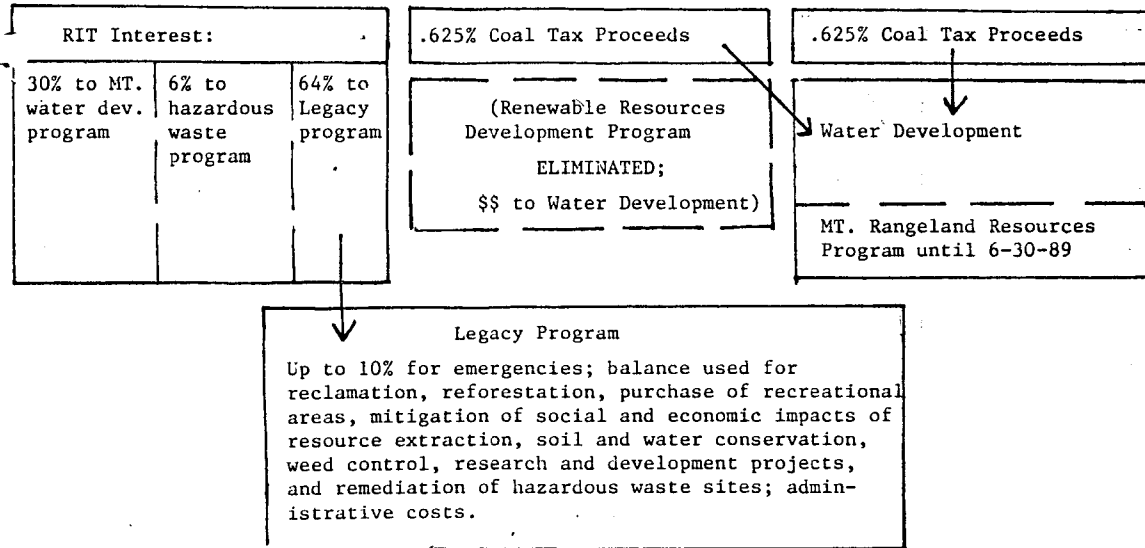 RIT Interest:
30% to MT.
water dev.
program
6% to
hazardous
waste
program
64% to
Legacy
program
.625% Coal Tax Proceeds
(Renewable Resources
Development Program
ELIMINATED;
$$ to Water Development)
.625% Coal Tax Proceeds
Water Development
MT. Rangeland Resources
Program until 6-30-89
Legacy Program
Up to 10% for emergencies; balance used for
reclamation, reforestation, purchase of recreational
areas, mitigation of social and economic impacts of
resource extraction, soil and water conservation,
weed control, research and development projects,
and remediation of hazardous waste sites; admin-
istrative costs.